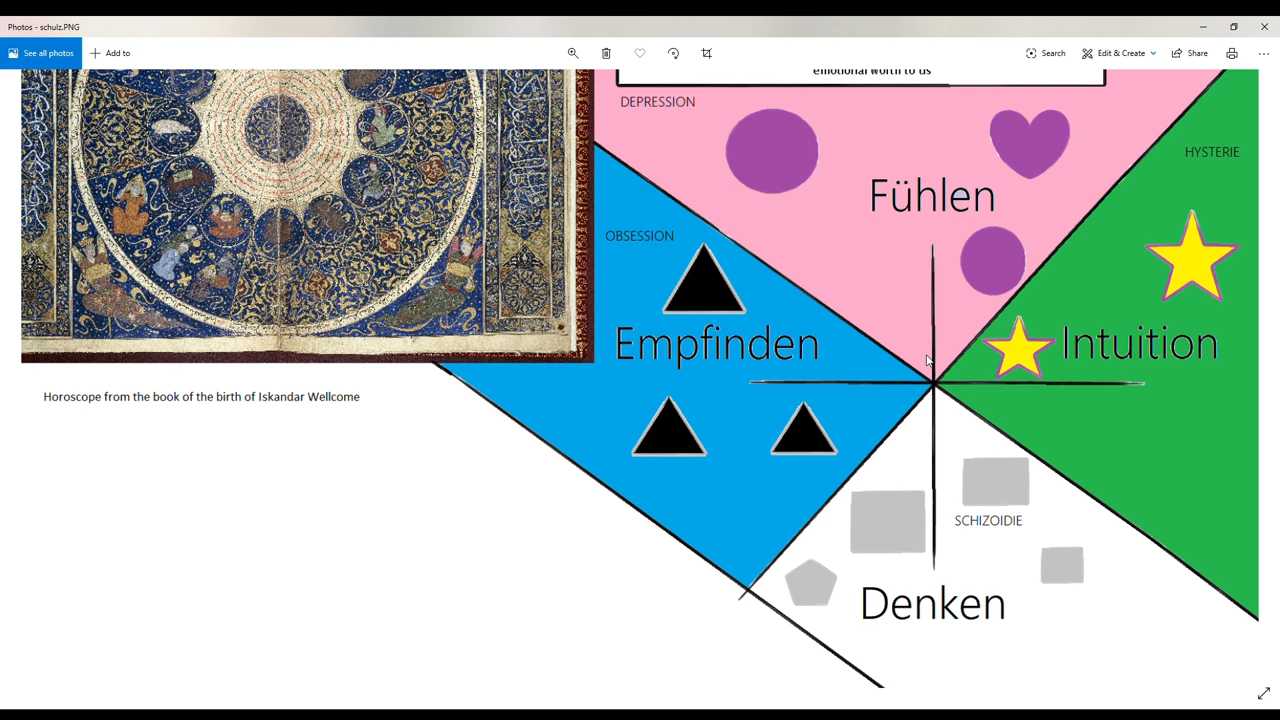 Photos - schulz.PNG
See all photos
Add to
Search
Edit & Create
Share
emotional worth to us
DEPRESSION
HYSTERIE
Fühlen
OBSESSION
Empfinden
Intuition
Horoscope from the book of the birth of Iskandar Wellcome
SCHIZOIDIE
Denken